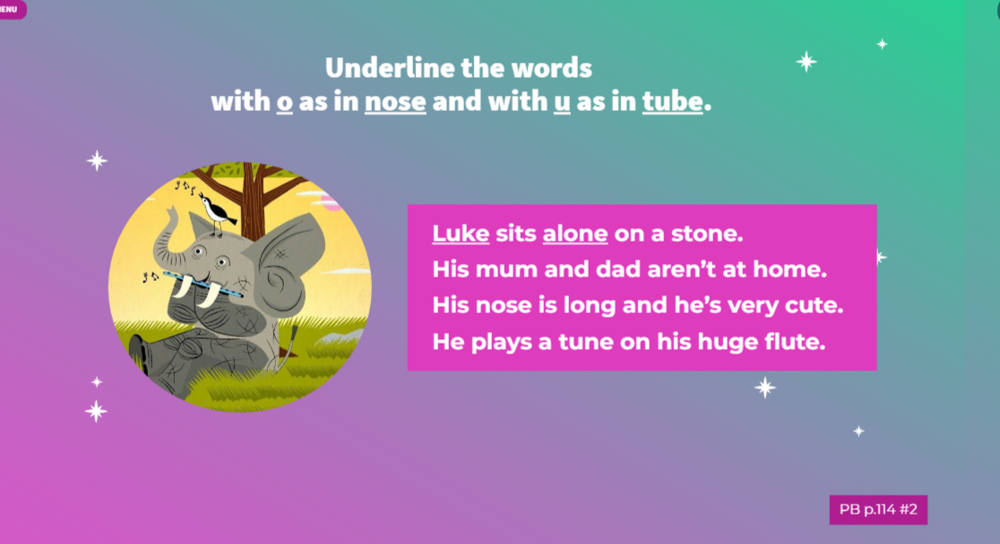 MENU
Underline the words
with o as in nose and with u as in tube.
Luke sits alone on a stone.
His mum and dad aren't at home.
His nose is long and he's very cute.
He plays a tune on his huge flute.
PB p.114 #2